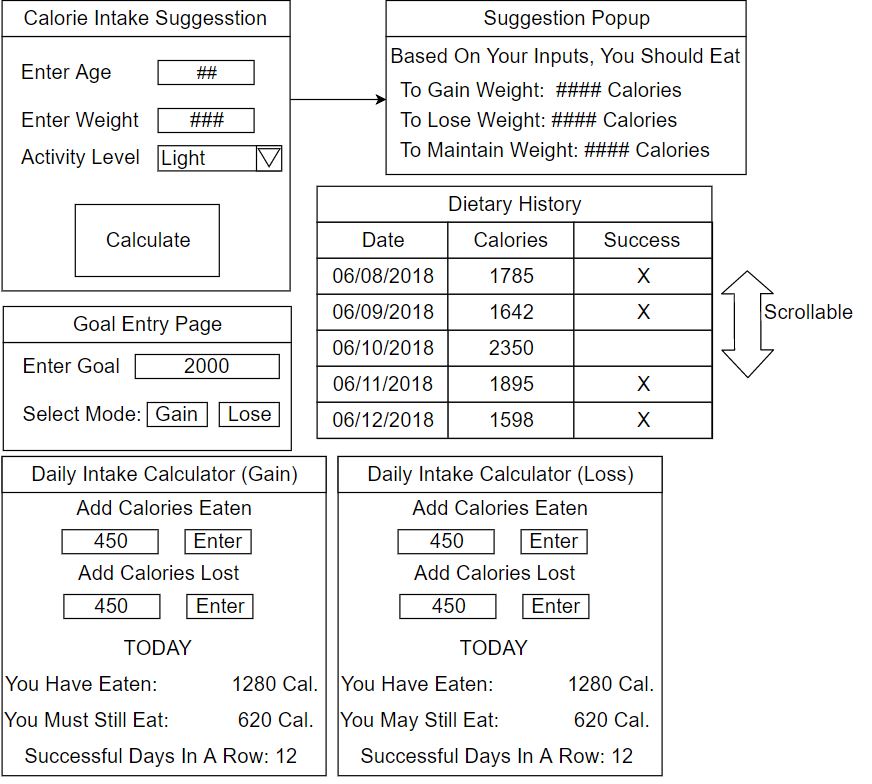 Calorie Intake Suggesstion
Enter Age ##
Enter Weight ###
Activity Level Light
Calculate
Suggestion Popup
Based On Your Inputs, You Should Eat
To Gain Weight: #### Calories
To Lose Weight: #### Calories
To Maintain Weight: #### Calories
Dietary History
Date Calories Success
06/08/2018 1785 X
06/09/2018 1642 X
06/10/2018 2350
06/11/2018 1895 X
06/12/2018 1598 X
Scrollable
Goal Entry Page
Enter Goal 2000
Select Mode: Gain Lose
Daily Intake Calculator (Gain)
Add Calories Eaten
450 Enter
Add Calories Lost
450 Enter
TODAY
You Have Eaten: 1280 Cal.
You Must Still Eat: 620 Cal.
Successful Days In A Row: 12
Daily Intake Calculator (Loss)
Add Calories Eaten
450 Enter
Add Calories Lost
450 Enter
TODAY
You Have Eaten: 1280 Cal.
You May Still Eat: 620 Cal.
Successful Days In A Row: 12